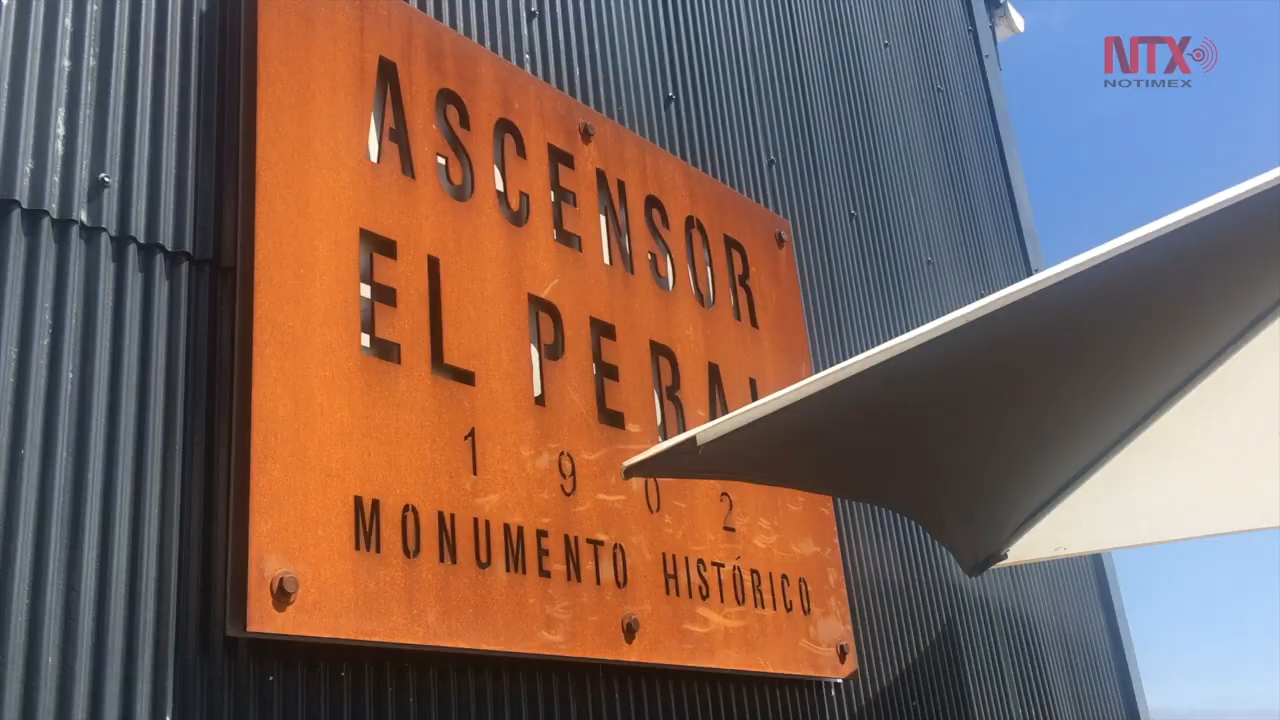 ASCENSOR
EL PERAL
1902
MONUMENTO HISTÓRICO
NTX
NOTIMEX